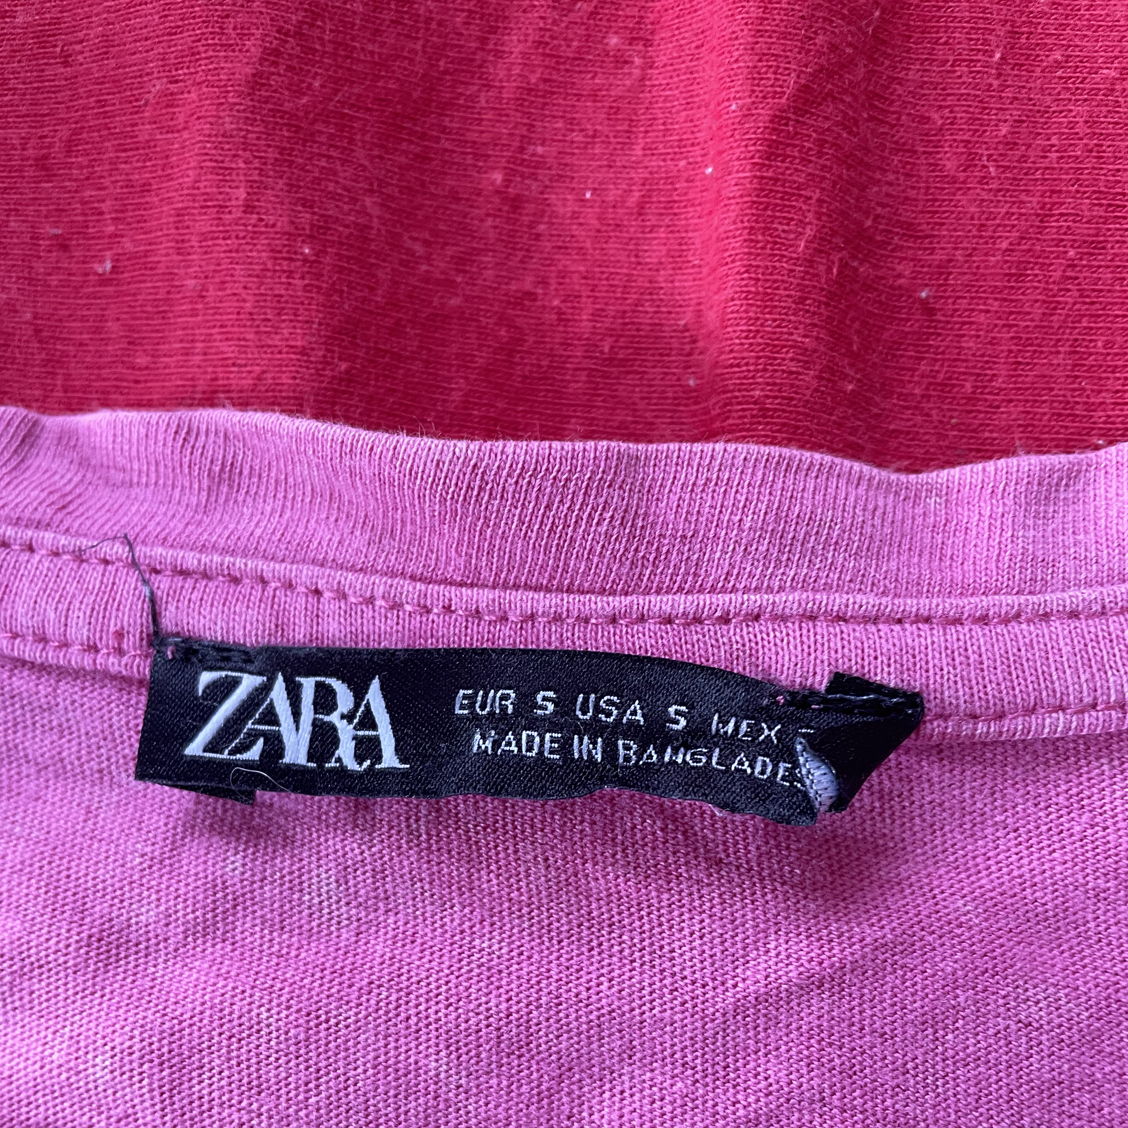 ZARA
EUR S USA S MEX -
MADE IN BANGLADES